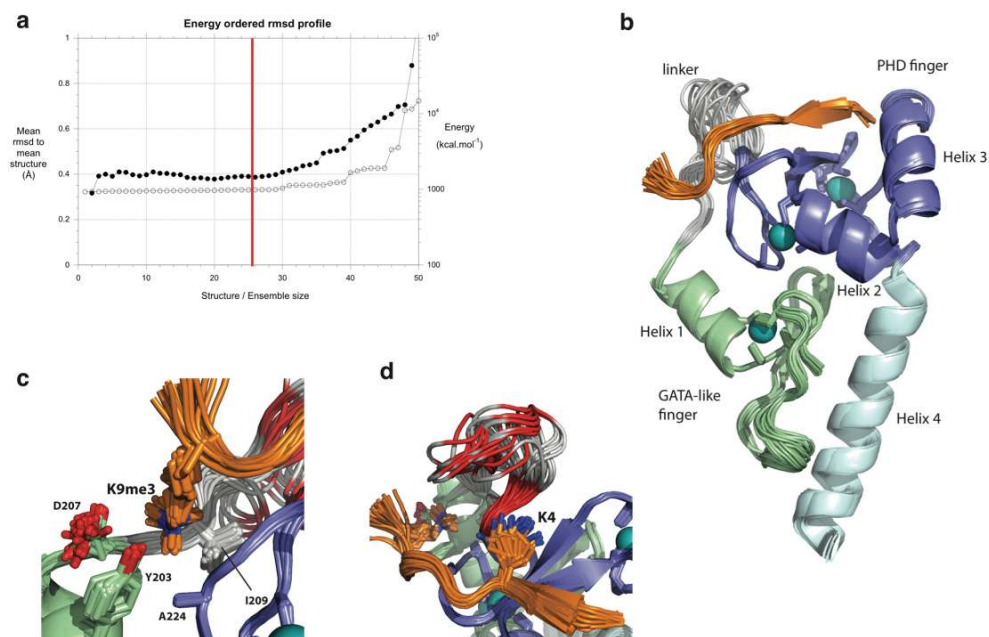 a
Energy ordered rmsd profile
1
0.8
0.6
0.4
0.2
0
Mean
rmsd to
mean
structure
(Å)
10⁵
10⁴
1000
100
Energy
(kcal.mol⁻¹)
0
10
20
30
40
50
Structure / Ensemble size
b
linker
PHD finger
Helix 3
Helix 2
Helix 1
GATA-like
finger
Helix 4
c
K9me3
D207
Y203
I209
A224
d
K4